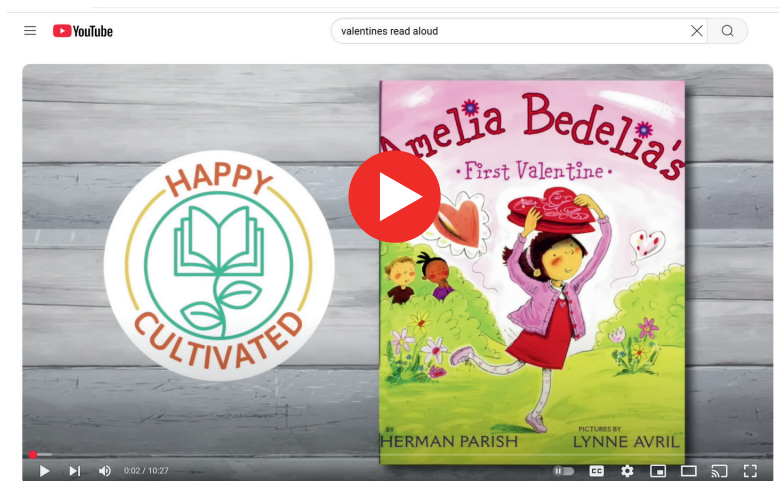 YouTube
valentines read aloud
HAPPY
CULTIVATED
Amelia Bedelia's
· First Valentine ·
BY
HERMAN PARISH
PICTURES BY
LYNNE AVRIL
0:02 / 10:27
CC